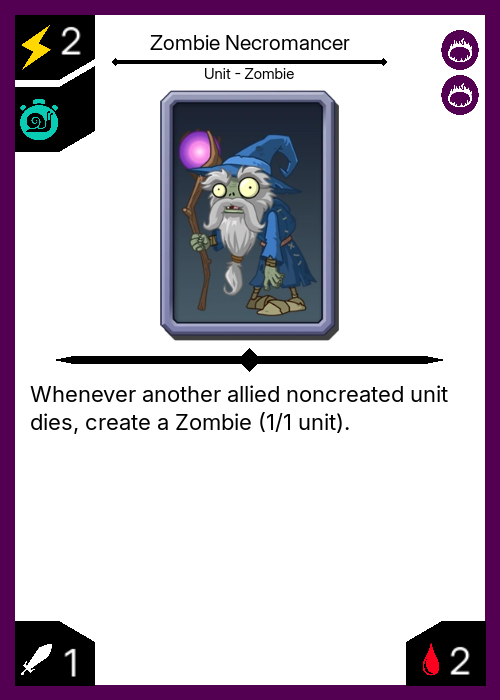 2
Zombie Necromancer
Unit - Zombie
Whenever another allied noncreated unit
dies, create a Zombie (1/1 unit).
1
2